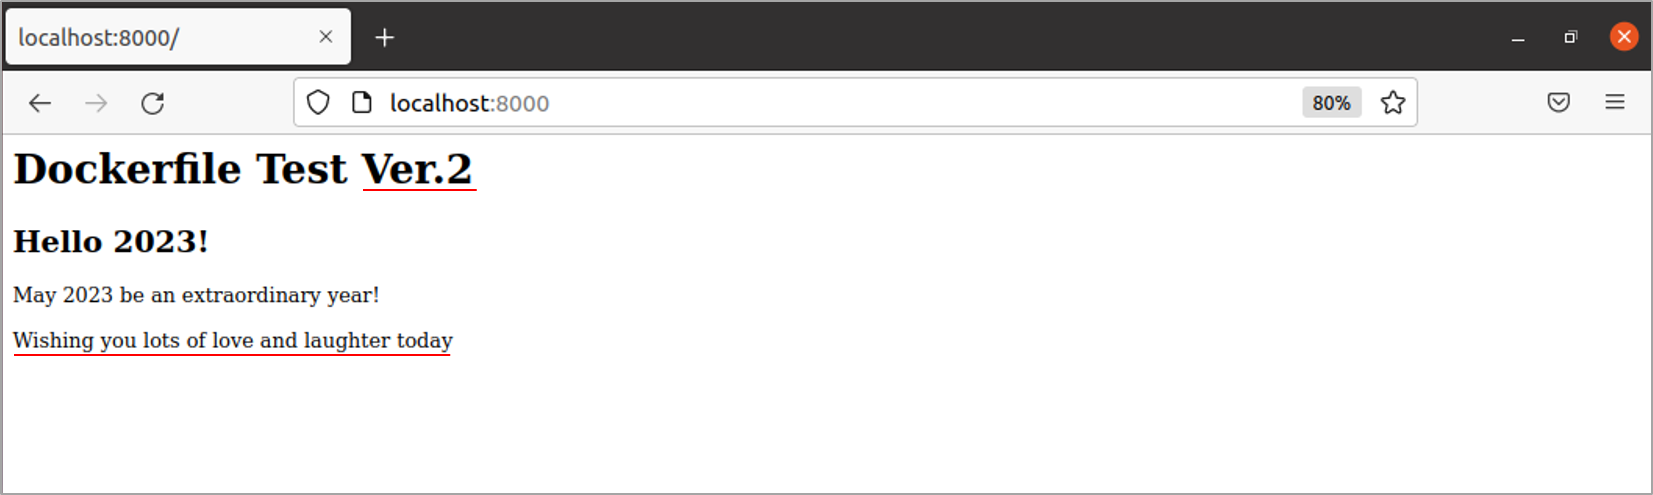 localhost:8000/
localhost:8000
80%
Dockerfile Test Ver.2
Hello 2023!
May 2023 be an extraordinary year!
Wishing you lots of love and laughter today